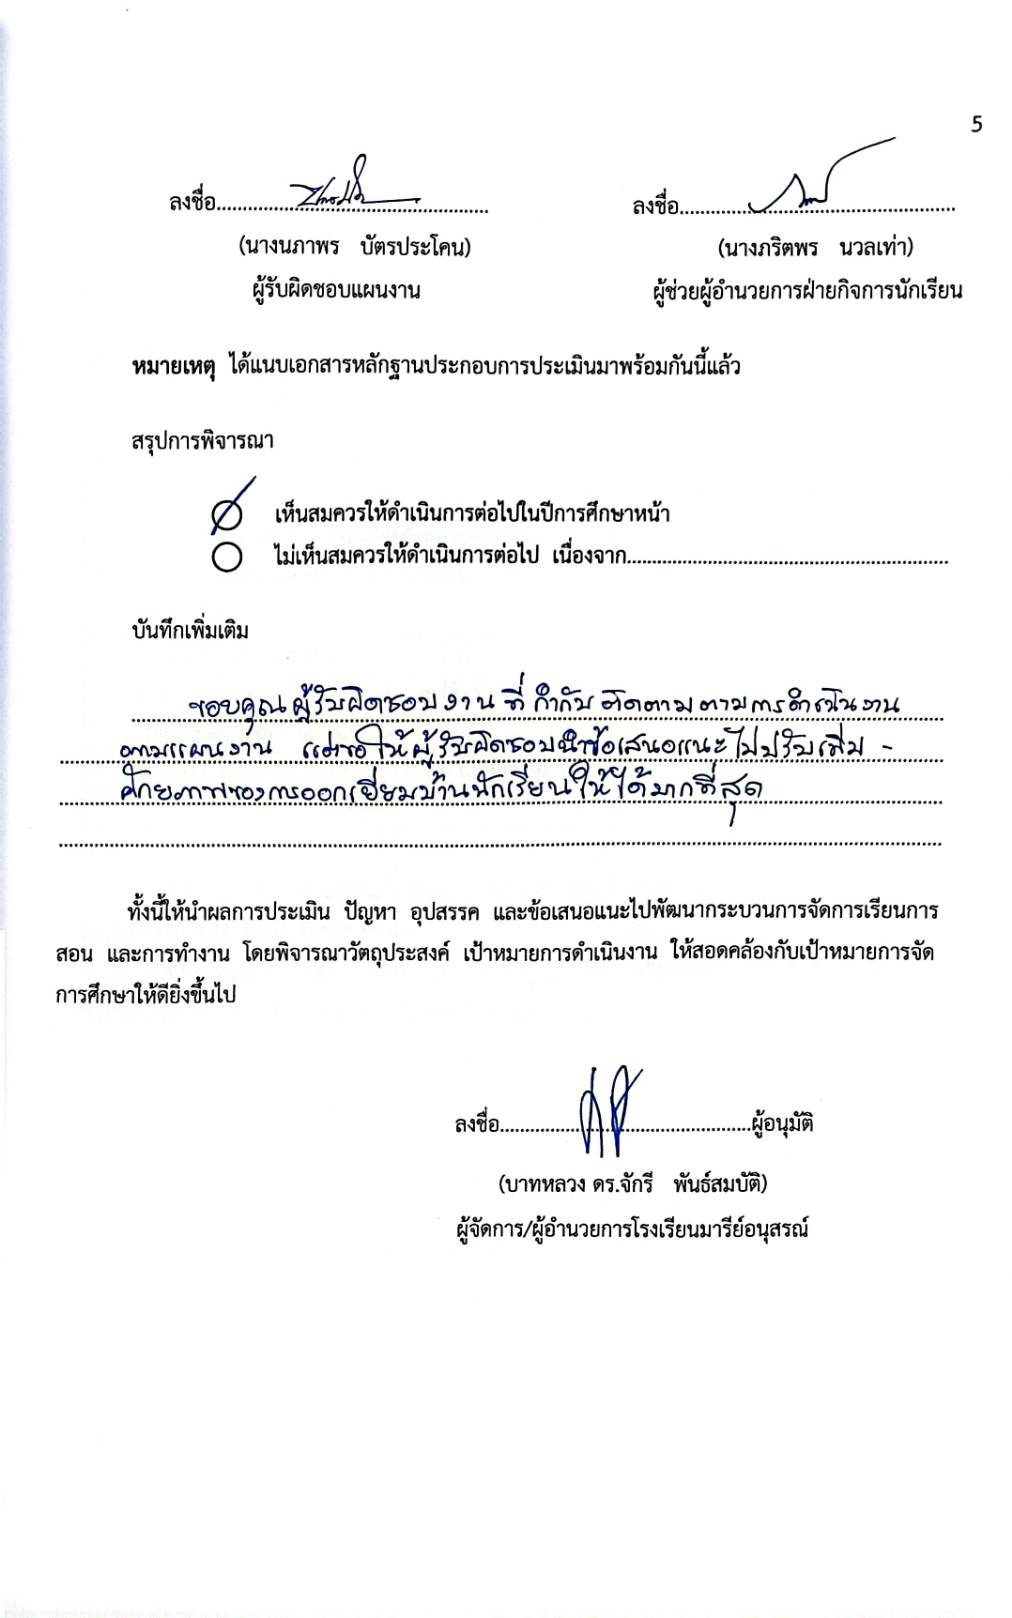 5
ลงชื่อ.................................................... ลงชื่อ.....................................................
(นางนภาพร บัตรประโคน) (นางภริตพร นวลเท่า)
ผู้รับผิดชอบแผนงาน ผู้ช่วยผู้อำนวยการฝ่ายกิจการนักเรียน
หมายเหตุ ได้แนบเอกสารหลักฐานประกอบการประเมินมาพร้อมกันนี้แล้ว
สรุปการพิจารณา
เห็นสมควรให้ดำเนินการต่อไปในปีการศึกษาหน้า
ไม่เห็นสมควรให้ดำเนินการต่อไป เนื่องจาก..............................................................
บันทึกเพิ่มเติม
ขอบคุณผู้รับผิดชอบงาน ที่กำกับติดตามตามการดำเนินงาน
ตามแผนงาน แต่ขอให้ผู้รับผิดชอบนำข้อเสนอแนะไปปรับเพิ่ม -
ศักยภาพของการออกเยี่ยมบ้านนักเรียนให้ได้มากที่สุด
ทั้งนี้ให้นำผลการประเมิน ปัญหา อุปสรรค และข้อเสนอแนะไปพัฒนากระบวนการจัดการเรียนการ
สอน และการทำงาน โดยพิจารณาวัตถุประสงค์ เป้าหมายการดำเนินงาน ให้สอดคล้องกับเป้าหมายการจัด
การศึกษาให้ดียิ่งขึ้นไป
ลงชื่อ................................................ผู้อนุมัติ
(บาทหลวง ดร.จักรี พันธ์สมบัติ)
ผู้จัดการ/ผู้อำนวยการโรงเรียนมารีย์อนุสรณ์